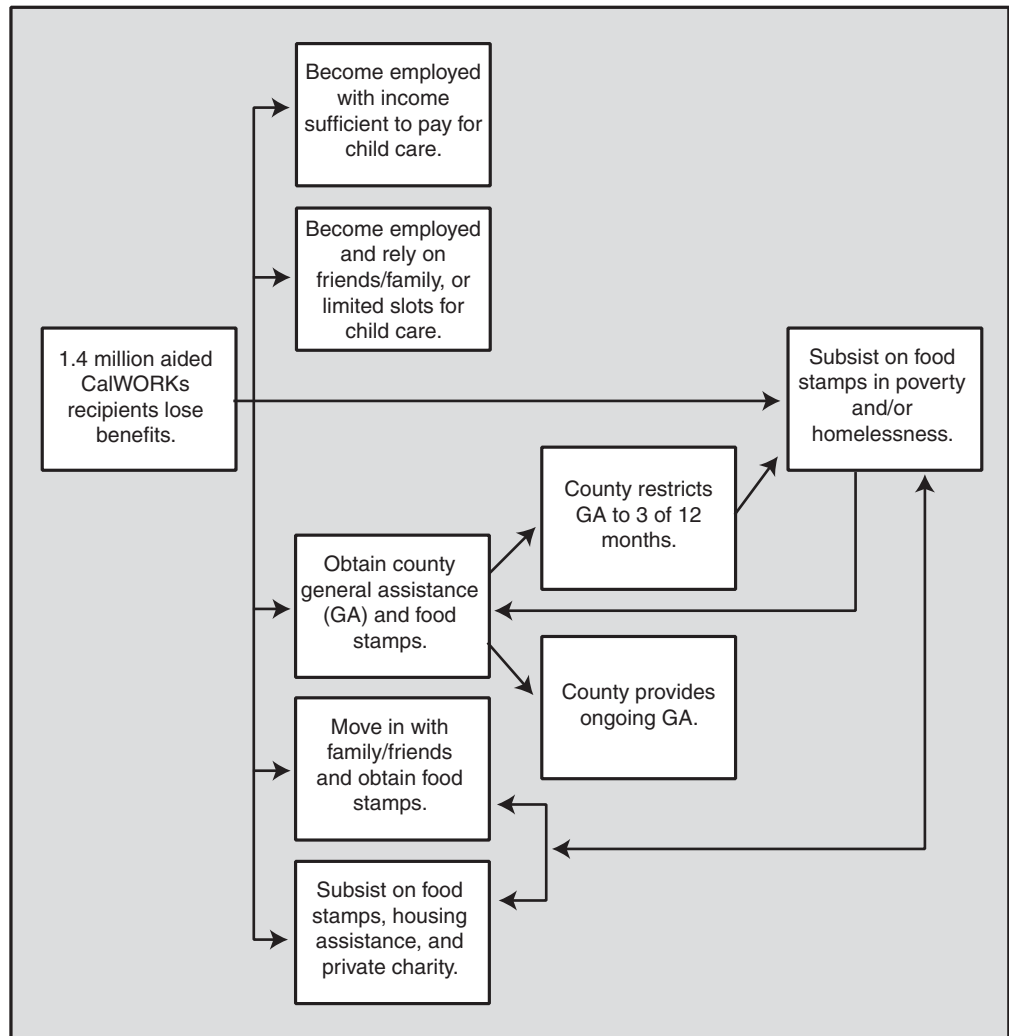 Become employed
with income
sufficient to pay for
child care.
Become employed
and rely on
friends/family, or
limited slots for
child care.
1.4 million aided
CalWORKs
recipients lose
benefits.
Subsist on food
stamps in poverty
and/or
homelessness.
County restricts
GA to 3 of 12
months.
Obtain county
general assistance
(GA) and food
stamps.
County provides
ongoing GA.
Move in with
family/friends
and obtain food
stamps.
Subsist on food
stamps, housing
assistance, and
private charity.